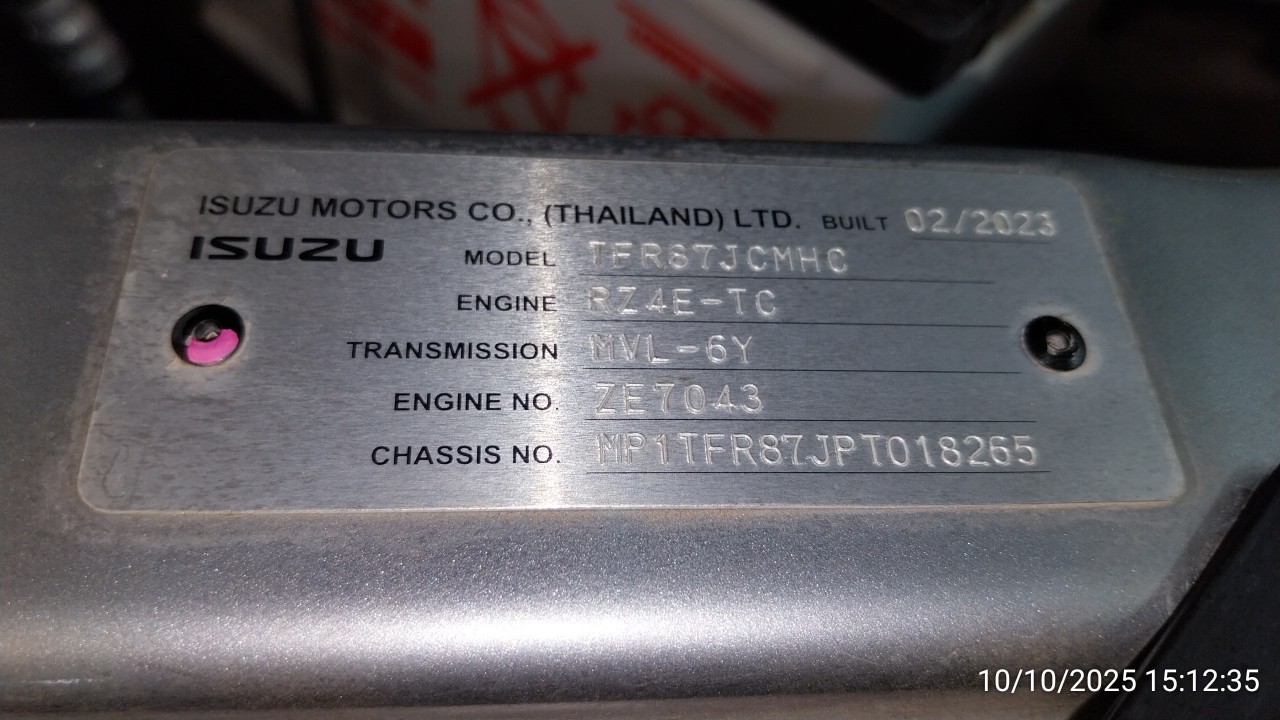 ISUZU MOTORS CO., (THAILAND) LTD. BUILT 02/2023
ISUZU MODEL TFR87JCMHC
ENGINE RZ4E-TC
TRANSMISSION MVL-6Y
ENGINE NO. ZE7043
CHASSIS NO. MP1TFR87JPT018265
10/10/2025 15:12:35